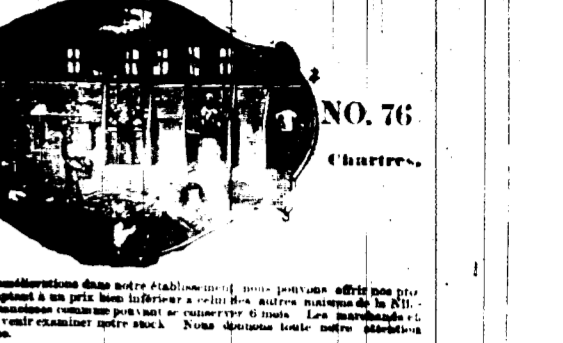 NO. 76
Chartres.
améliorations dans notre établissement, nous pouvons offrir nos pro
à un prix bien inférieur a celui des autres maisons de la Nlle.-
comme pouvant se conserver 6 mois. Les marchands et
venir examiner notre stock. Nous donnons toute notre attention